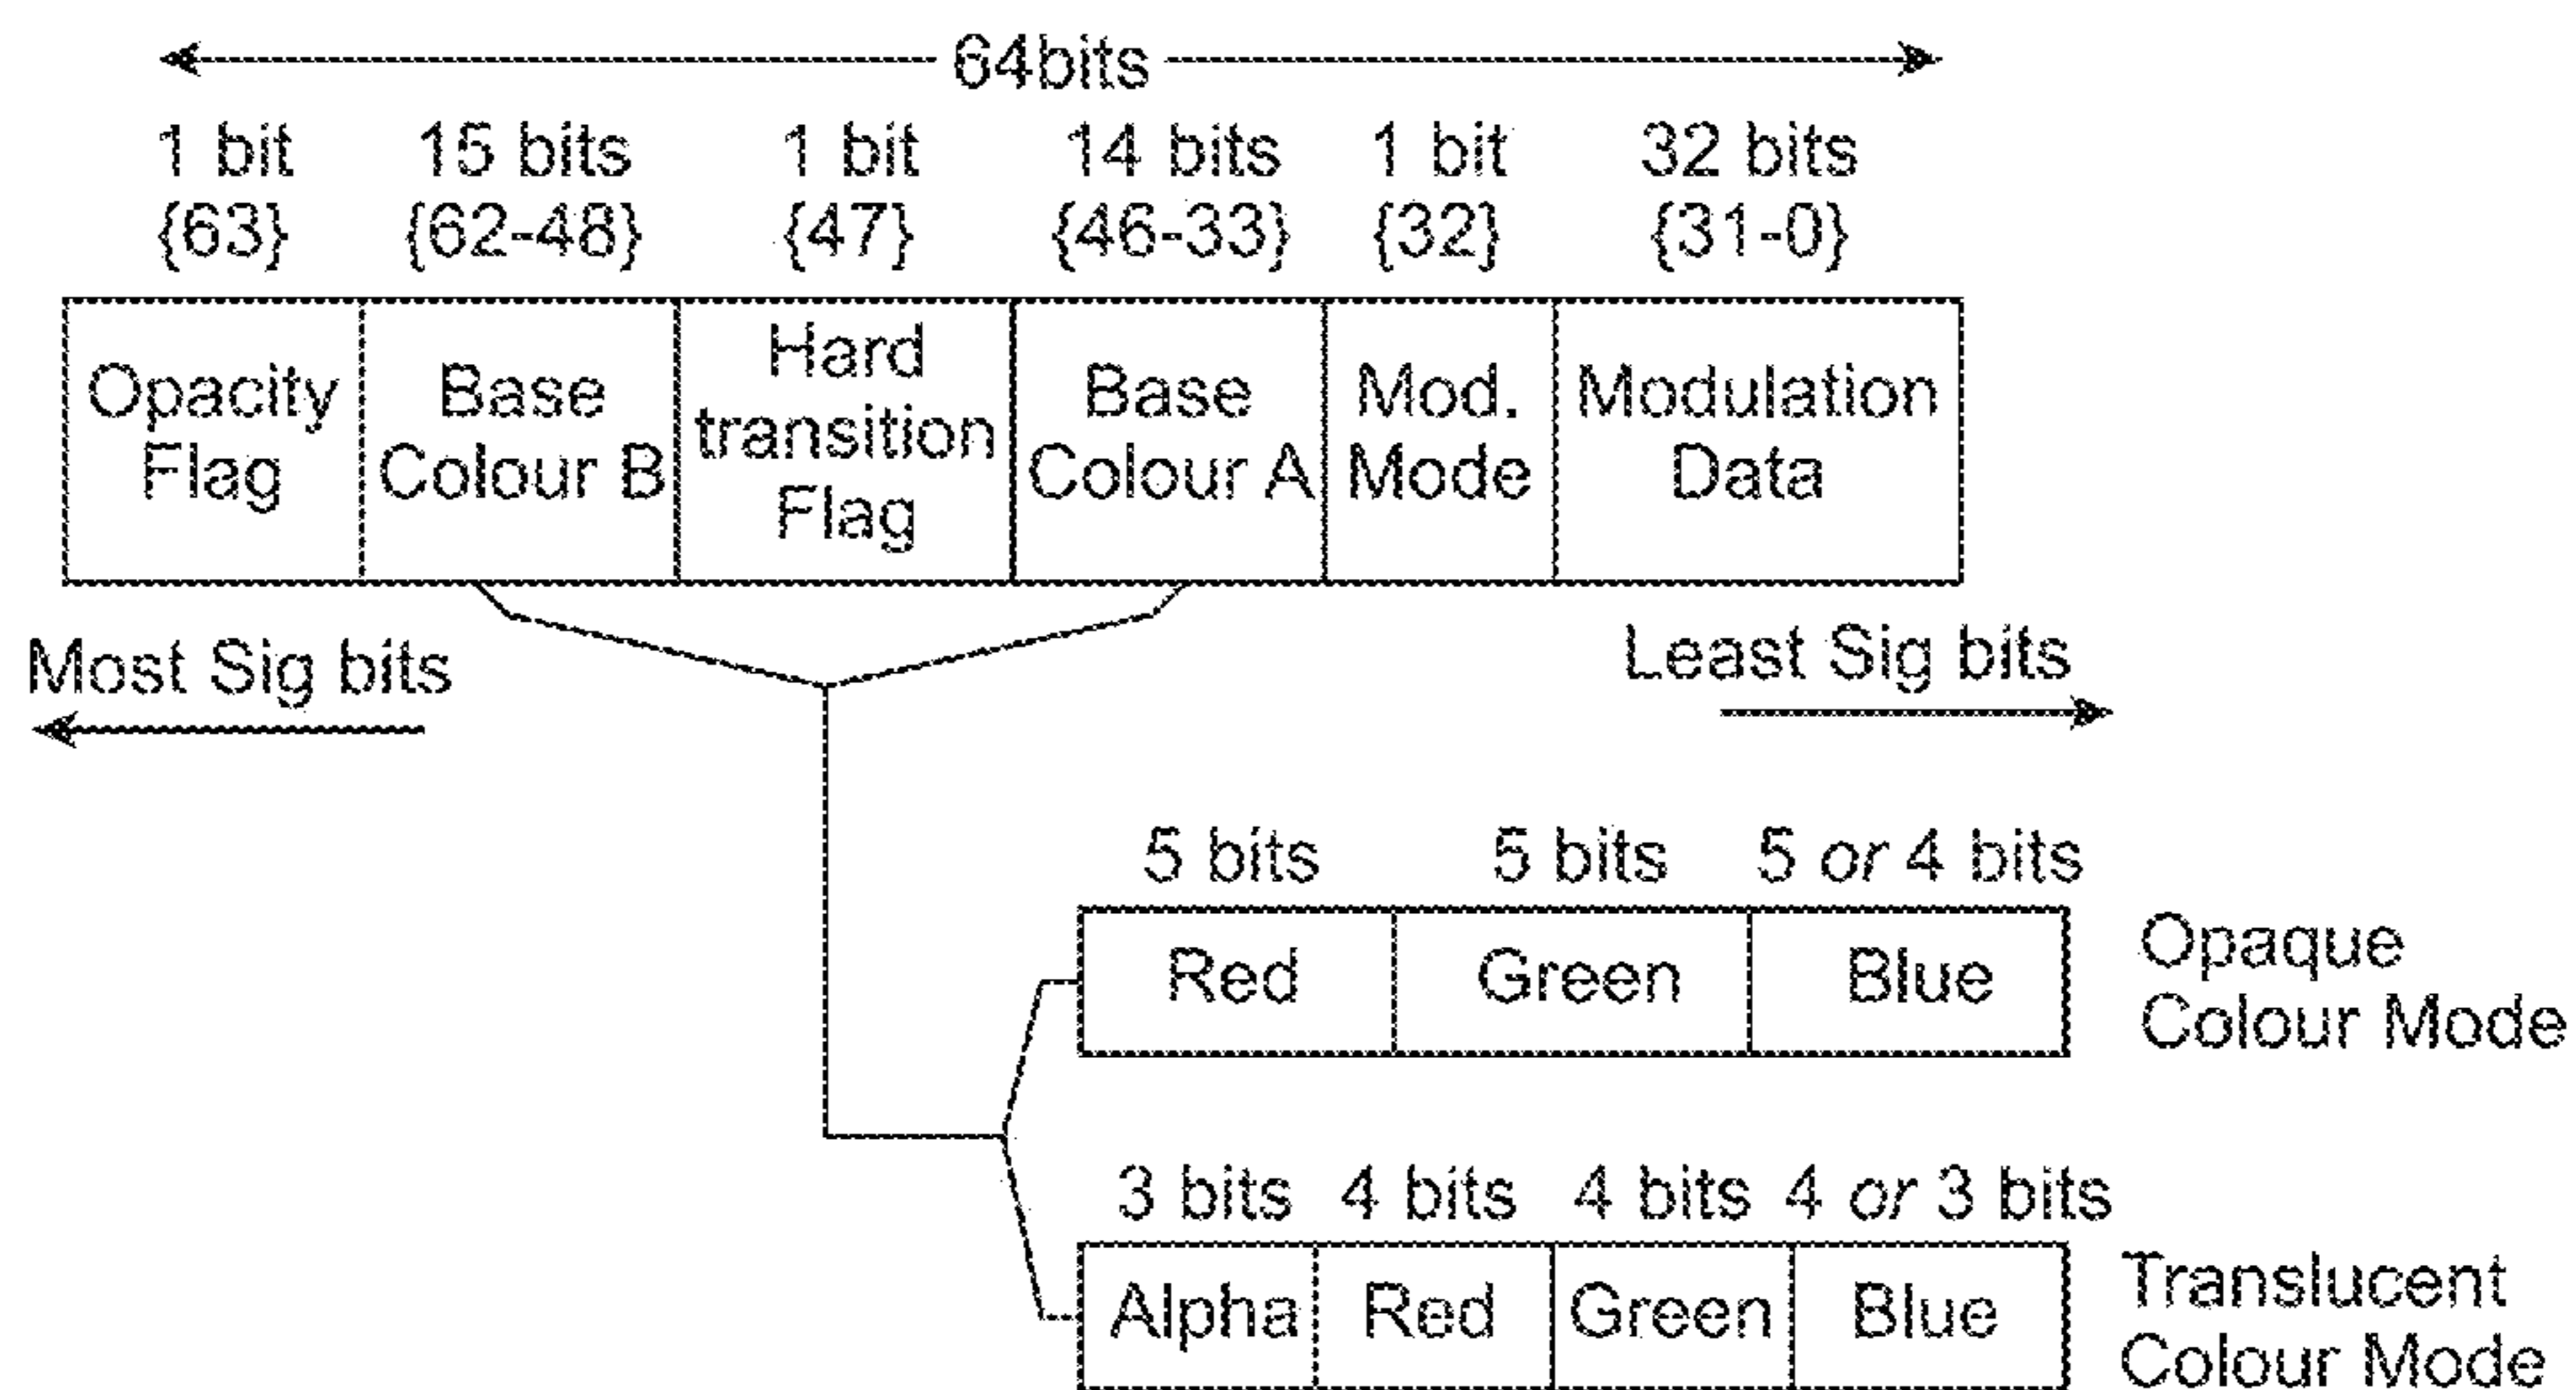 64bits
1 bit 15 bits 1 bit 14 bits 1 bit 32 bits
{63} {62-48} {47} {46-33} {32} {31-0}
Opacity Flag
Base Colour B
Hard transition Flag
Base Colour A
Mod. Mode
Modulation Data
Most Sig bits
Least Sig bits
5 bits 5 bits 5 or 4 bits
Red Green Blue
Opaque
Colour Mode
3 bits 4 bits 4 bits 4 or 3 bits
Alpha Red Green Blue
Translucent
Colour Mode